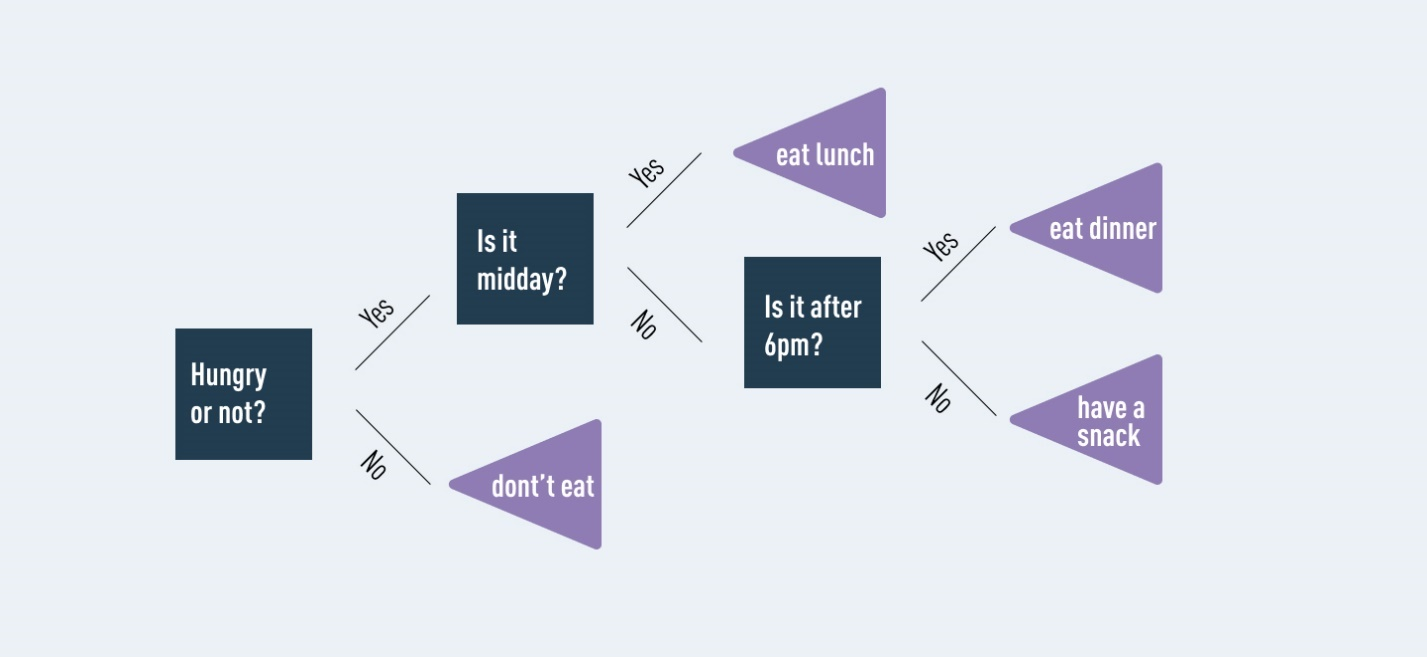 Hungry
or not?
Yes
No
Is it
midday?
dont’t eat
Yes
No
eat lunch
Is it after
6pm?
Yes
No
eat dinner
have a
snack